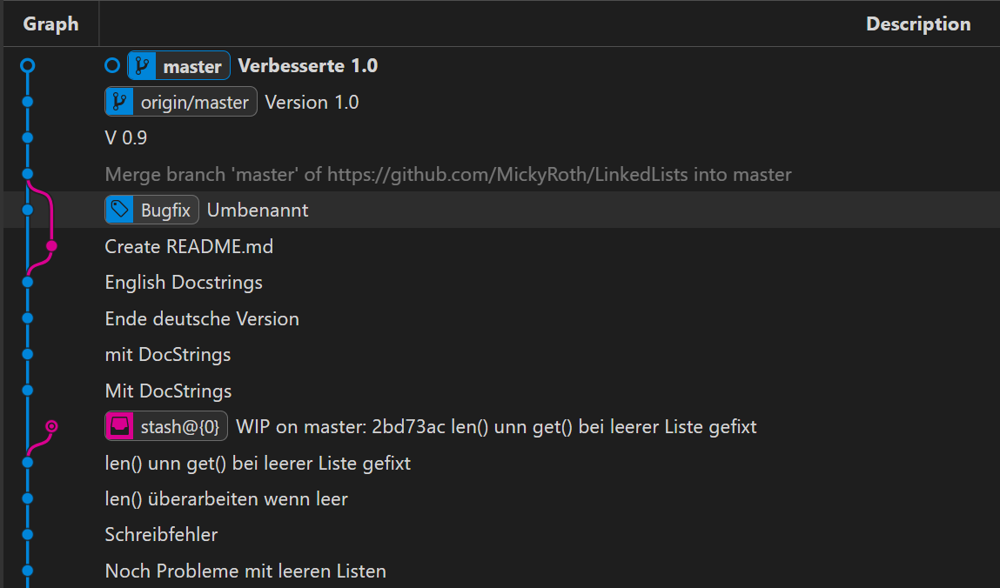 Graph Description
master Verbesserte 1.0
origin/master Version 1.0
V 0.9
Merge branch 'master' of https://github.com/MickyRoth/LinkedLists into master
Bugfix Umbenannt
Create README.md
English Docstrings
Ende deutsche Version
mit DocStrings
Mit DocStrings
stash@{0} WIP on master: 2bd73ac len() unn get() bei leerer Liste gefixt
len() unn get() bei leerer Liste gefixt
len() überarbeiten wenn leer
Schreibfehler
Noch Probleme mit leeren Listen